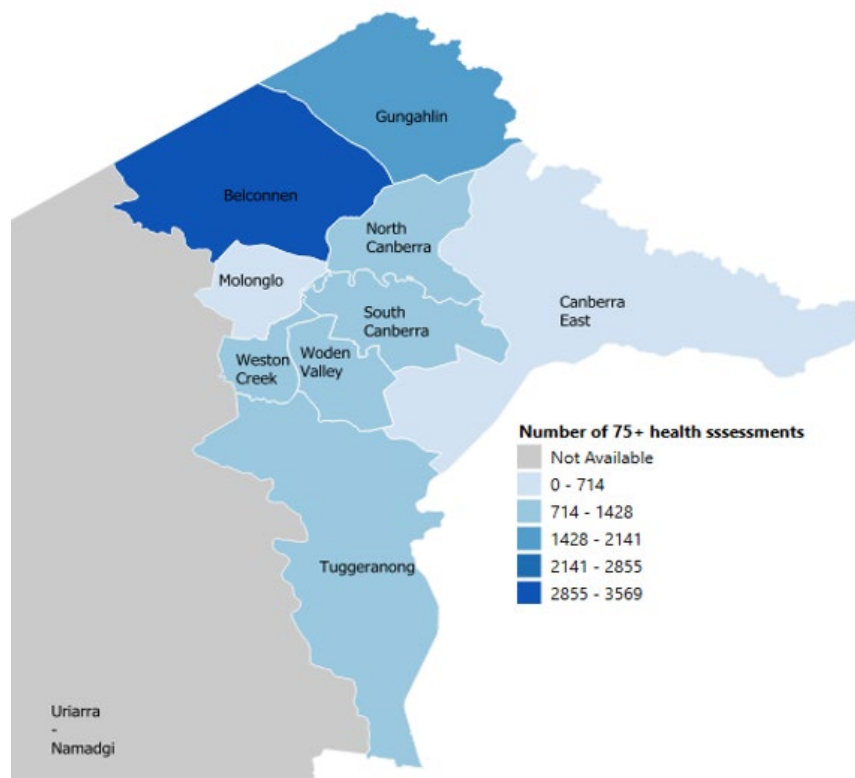 Gungahlin
Belconnen
North
Canberra
Molonglo
Canberra
East
South
Canberra
Weston
Creek
Woden
Valley
Number of 75+ health sssessments
Not Available
0 - 714
714 - 1428
1428 - 2141
2141 - 2855
2855 - 3569
Tuggeranong
Uriarra
-
Namadgi